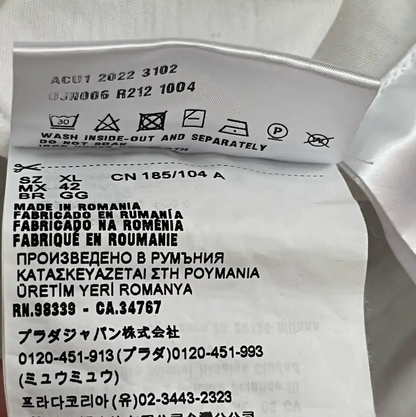 ACU1 2022 3102
UJN006 R212 1004
30
P
WASH INSIDE-OUT AND SEPARATELY
DO NOT SOAK
SZ XL CN 185/104 A
MX 42
BR GG
MADE IN ROMANIA
FABRICADO EN RUMANÍA
FABRICADO NA ROMÉNIA
FABRIQUÉ EN ROUMANIE
ПРОИЗВЕДЕНО В РУМЪНИЯ
ΚΑΤΑΣΚΕΥΑΖΕΤΑΙ ΣΤΗ ΡΟΥΜΑΝΙΑ
ÜRETİM YERİ ROMANYA
RN.98339 - CA.34767
プラダジャパン株式会社
0120-451-913 (プラダ) 0120-451-993
(ミュウミュウ)
프라다코리아(유)02-3442-2323